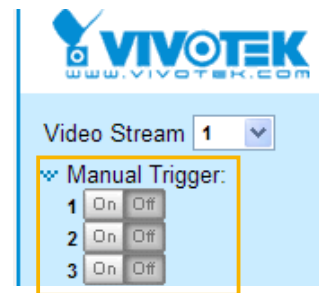 VIVOTEK
www.vivotek.com
Video Stream 1
Manual Trigger:
1 On Off
2 On Off
3 On Off